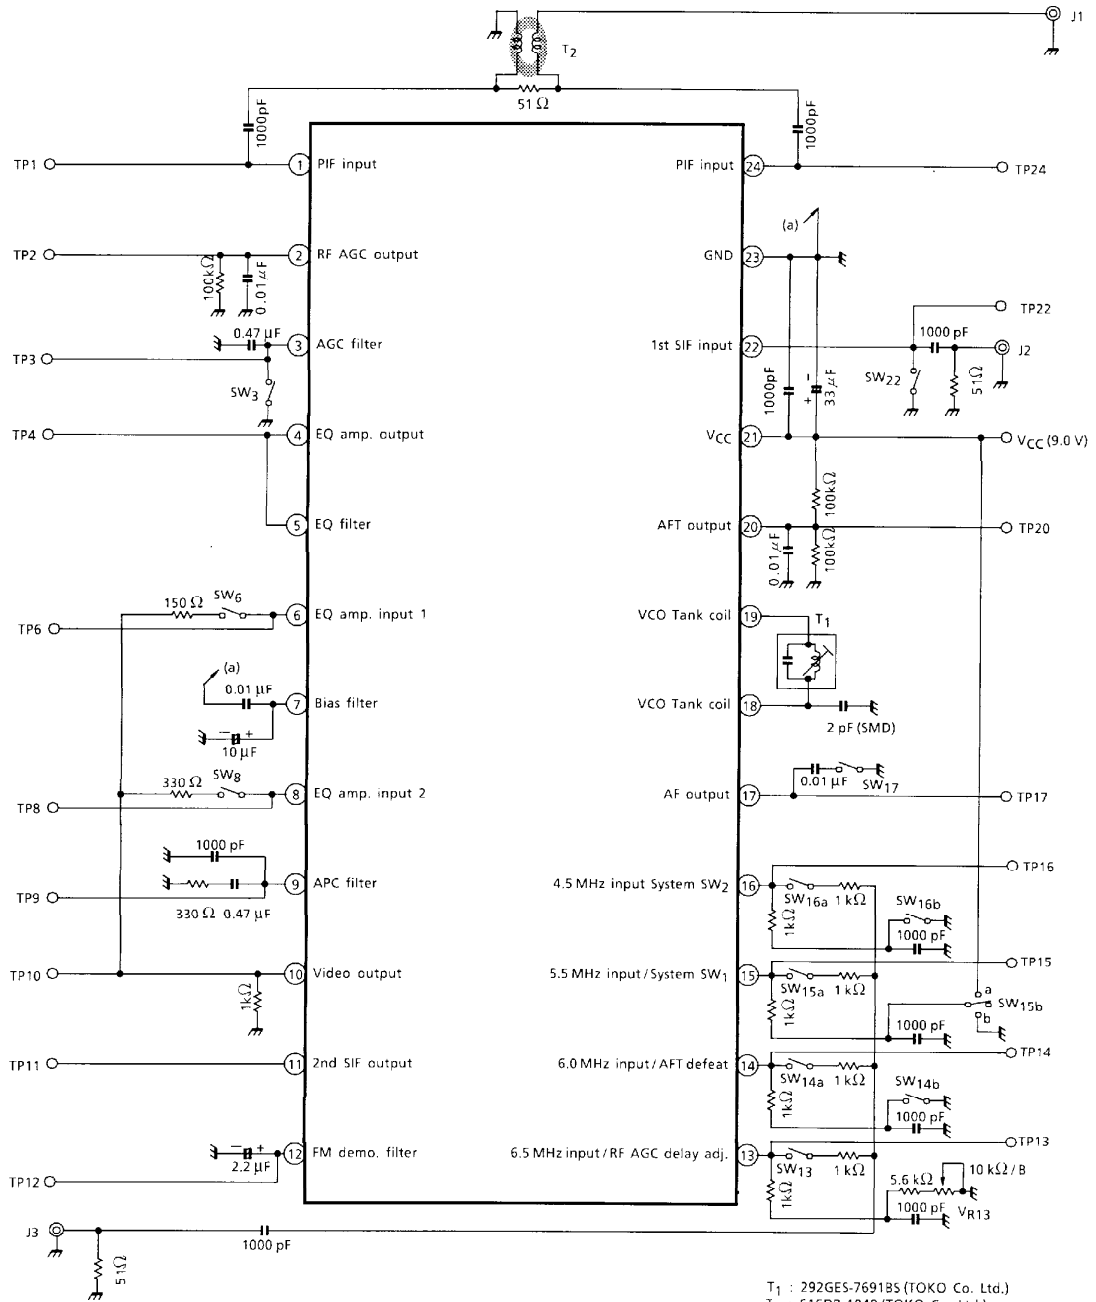 J1
T2
51 Ω
1000pF
1000pF
TP1
1
PIF input
PIF input
24
TP24
(a)
TP2
2
RF AGC output
GND
23
100kΩ
0.01 μF
TP22
0.47 μF
1000 pF
3
AGC filter
1st SIF input
22
J2
TP3
SW3
1000pF
- +
33 μF
SW22
51Ω
TP4
4
EQ amp. output
VCC
21
VCC (9.0 V)
100kΩ
5
EQ filter
AFT output
20
TP20
0.01 μF
100kΩ
150 Ω
SW6
6
EQ amp. input 1
VCO Tank coil
19
T1
TP6
(a)
0.01 μF
7
Bias filter
VCO Tank coil
18
2 pF (SMD)
- +
10 μF
330 Ω
SW8
8
EQ amp. input 2
AF output
17
0.01 μF
SW17
TP17
TP8
1000 pF
TP16
9
APC filter
4.5 MHz input System SW2
16
SW16a
1 kΩ
SW16b
TP9
330 Ω
0.47 μF
1kΩ
1000 pF
TP15
TP10
10
Video output
5.5 MHz input/System SW1
15
SW15a
1 kΩ
a
SW15b
b
1kΩ
1kΩ
1000 pF
TP14
TP11
11
2nd SIF output
6.0 MHz input/AFT defeat
14
SW14a
1 kΩ
SW14b
1kΩ
1000 pF
TP13
- +
2.2 μF
12
FM demo. filter
6.5 MHz input/RF AGC delay adj.
13
SW13
1 kΩ
10 kΩ/B
TP12
1kΩ
5.6 kΩ
1000 pF
VR13
J3
1000 pF
51Ω
T1 : 292GES-7691BS (TOKO Co. Ltd.)